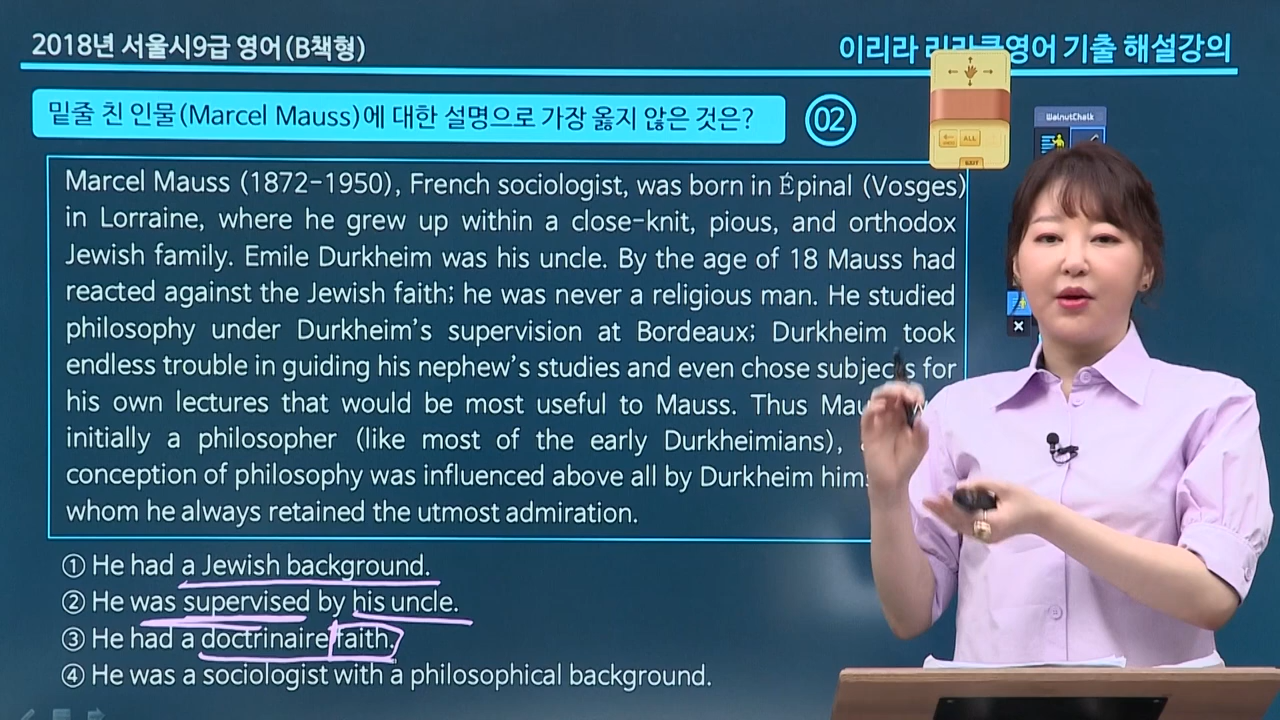 2018년 서울시9급 영어(B책형)
이리라 영어 기출 해설강의
밑줄 친 인물(Marcel Mauss)에 대한 설명으로 가장 옳지 않은 것은?
02
ALL
EXIT
WalnutChalk
Marcel Mauss (1872-1950), French sociologist, was born in Épinal (Vosges)
in Lorraine, where he grew up within a close-knit, pious, and orthodox
Jewish family. Emile Durkheim was his uncle. By the age of 18 Mauss had
reacted against the Jewish faith; he was never a religious man. He studied
philosophy under Durkheim's supervision at Bordeaux; Durkheim took
endless trouble in guiding his nephew's studies and even chose subjects for
his own lectures that would be most useful to Mauss. Thus
initially a philosopher (like most of the early Durkheimians),
conception of philosophy was influenced above all by Durkheim
whom he always retained the utmost admiration.
① He had a Jewish background.
② He was supervised by his uncle.
③ He had a doctrinaire faith.
④ He was a sociologist with a philosophical background.